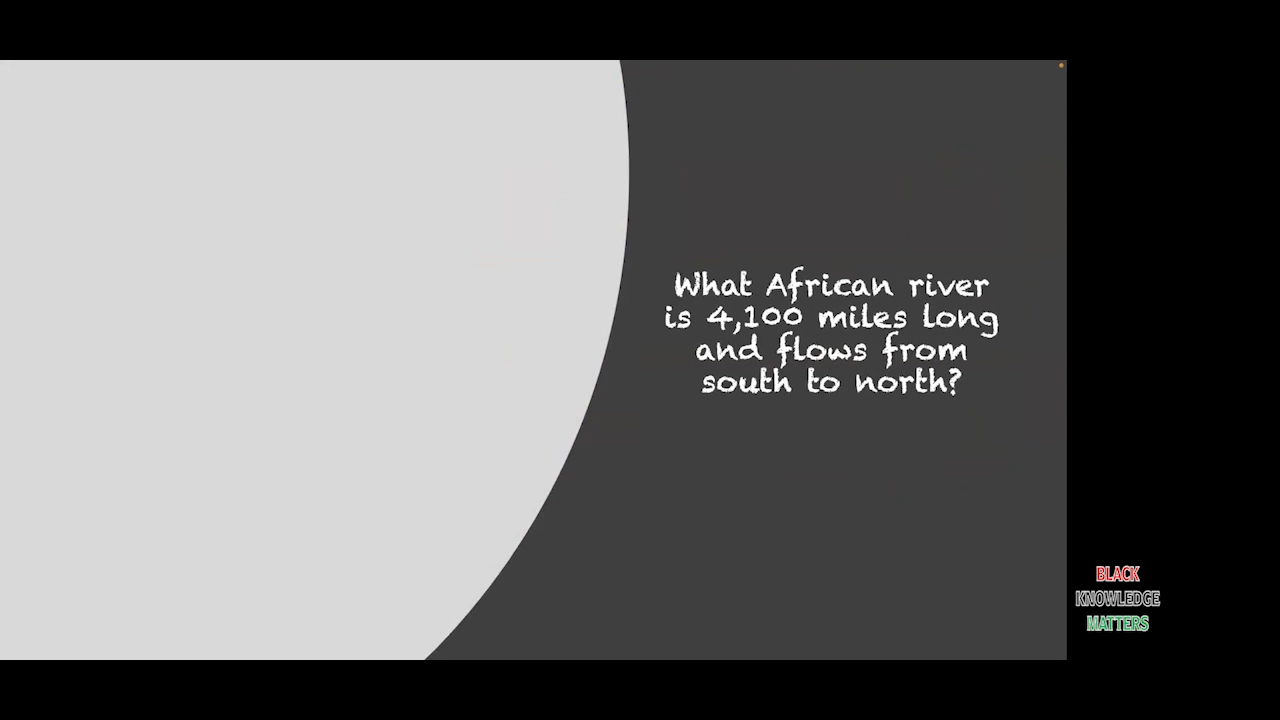 What African river
is 4,100 miles long
and flows from
south to north?
BLACK
KNOWLEDGE
MATTERS